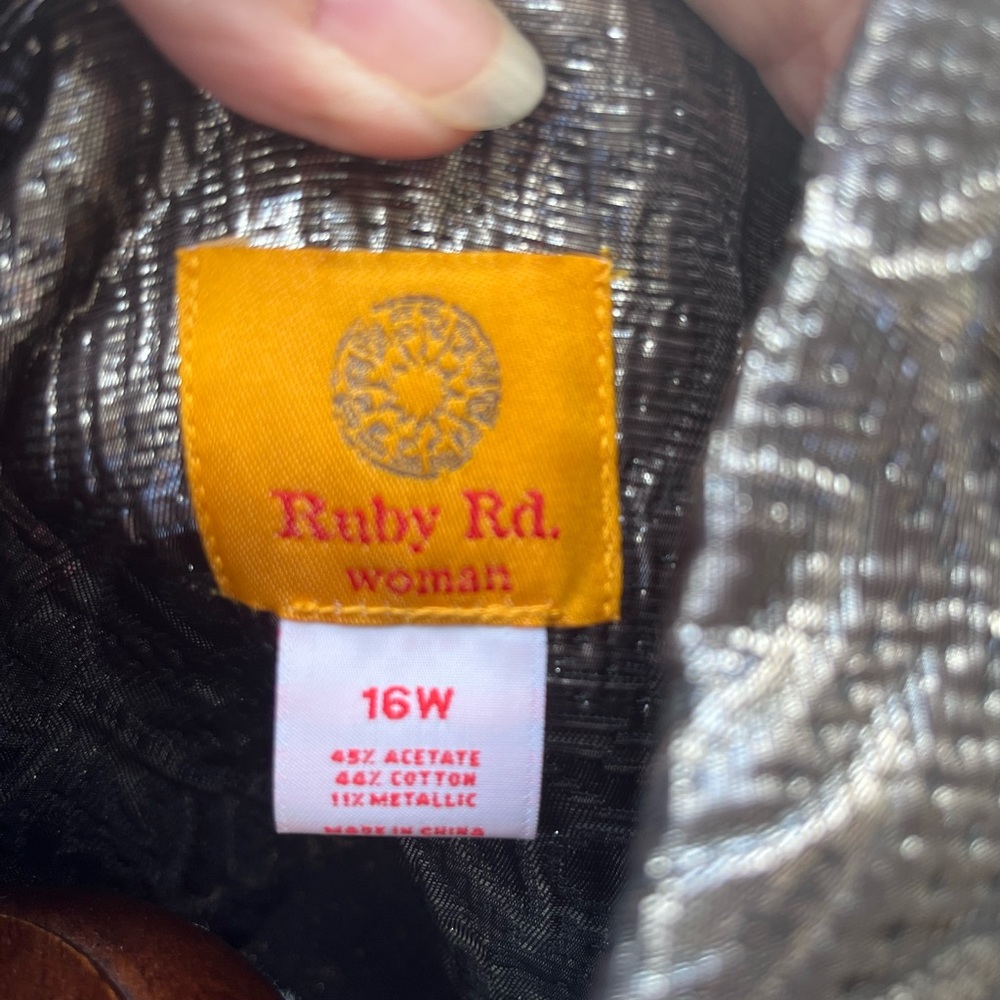 Ruby Rd.
woman
16W
45% ACETATE
44% COTTON
11% METALLIC
MADE IN CHINA